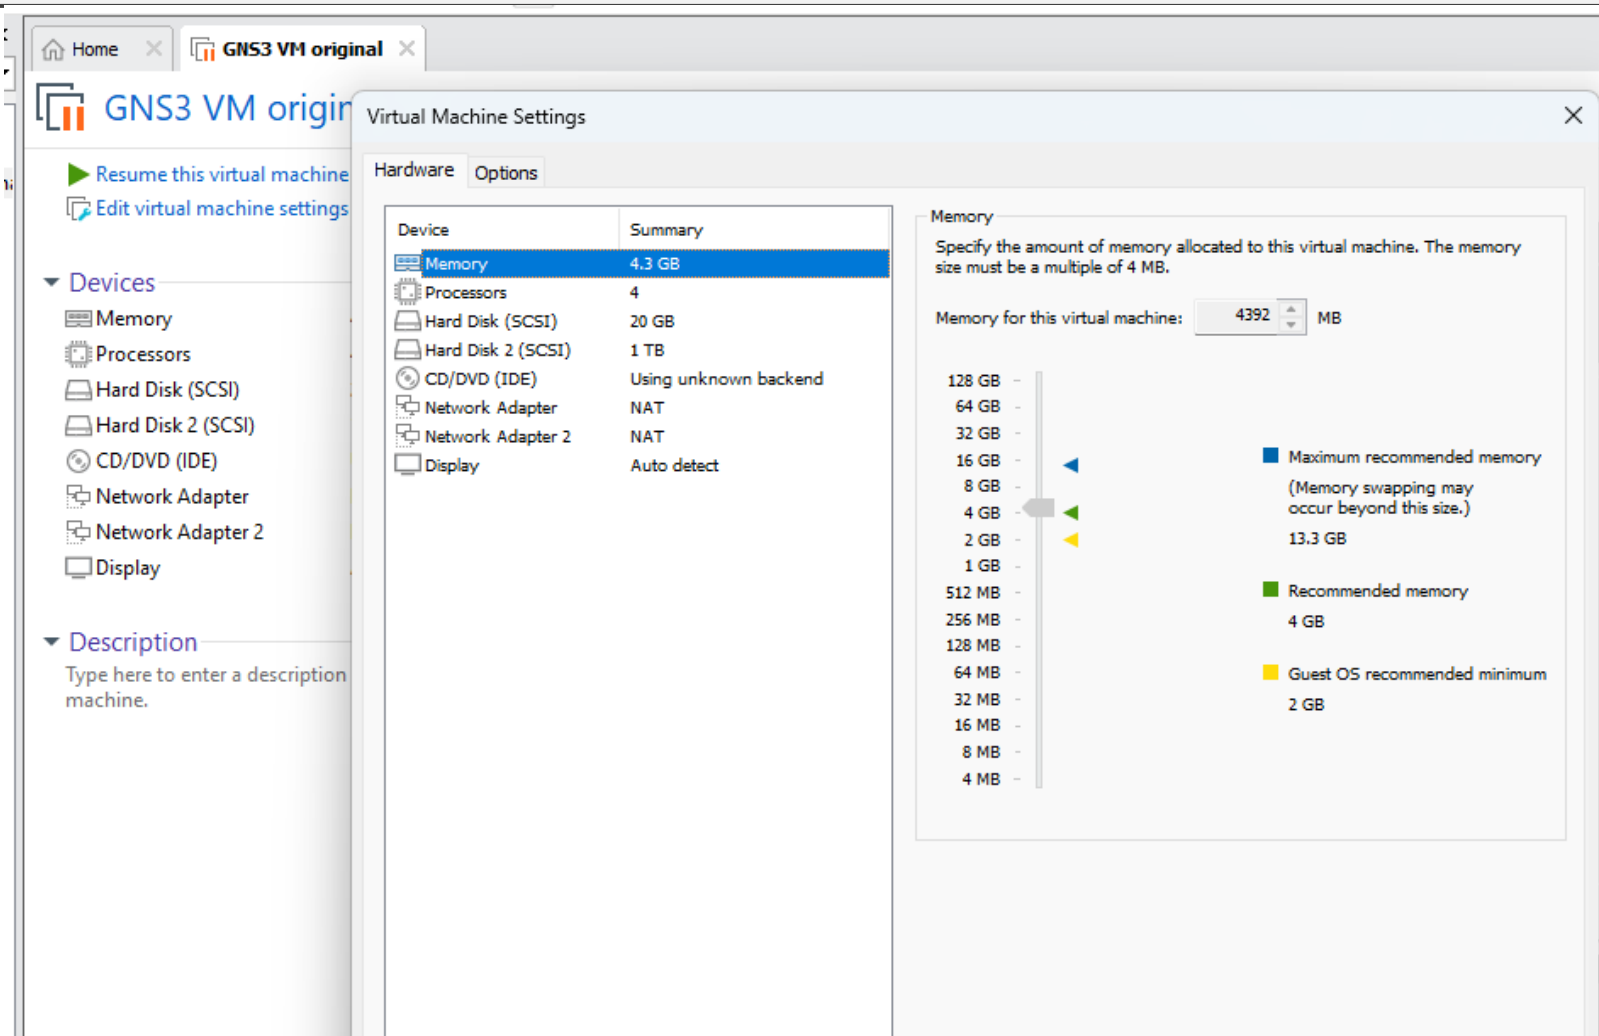 Home
GNS3 VM original
GNS3 VM origin
Virtual Machine Settings
Resume this virtual machine
Edit virtual machine settings
Hardware
Options
Devices
Memory
Processors
Hard Disk (SCSI)
Hard Disk 2 (SCSI)
CD/DVD (IDE)
Network Adapter
Network Adapter 2
Display
Description
Type here to enter a description
machine.
Device Summary
Memory 4.3 GB
Processors 4
Hard Disk (SCSI) 20 GB
Hard Disk 2 (SCSI) 1 TB
CD/DVD (IDE) Using unknown backend
Network Adapter NAT
Network Adapter 2 NAT
Display Auto detect
Memory
Specify the amount of memory allocated to this virtual machine. The memory
size must be a multiple of 4 MB.
Memory for this virtual machine: 4392 MB
128 GB
64 GB
32 GB
16 GB
8 GB
4 GB
2 GB
1 GB
512 MB
256 MB
128 MB
64 MB
32 MB
16 MB
8 MB
4 MB
Maximum recommended memory
(Memory swapping may
occur beyond this size.)
13.3 GB
Recommended memory
4 GB
Guest OS recommended minimum
2 GB